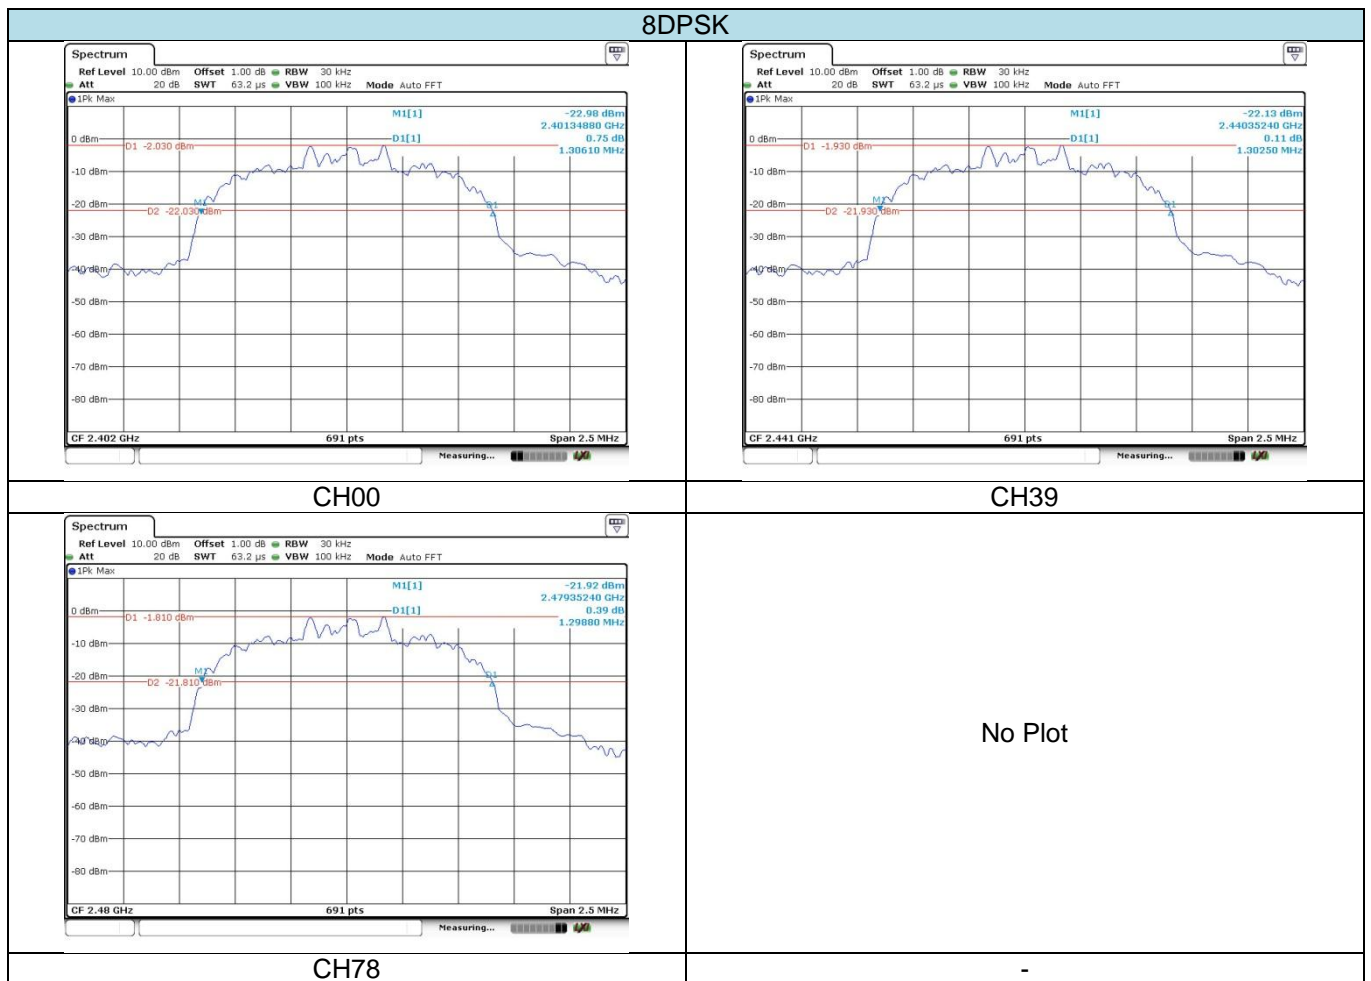 8DPSK
Spectrum
Ref Level 10.00 dBm Offset 1.00 dB RBW 30 kHz
Att 20 dB SWT 63.2 µs VBW 100 kHz Mode Auto FFT
1Pk Max
M1[1] -22.98 dBm
2.40134880 GHz
0 dBm D1[1] 0.75 dB
D1 -2.030 dBm 1.30610 MHz
-10 dBm
-20 dBm M1 D1
D2 -22.030 dBm
-30 dBm
-40 dBm
-50 dBm
-60 dBm
-70 dBm
-80 dBm
CF 2.402 GHz 691 pts Span 2.5 MHz
Measuring...
CH00
Spectrum
Ref Level 10.00 dBm Offset 1.00 dB RBW 30 kHz
Att 20 dB SWT 63.2 µs VBW 100 kHz Mode Auto FFT
1Pk Max
M1[1] -22.13 dBm
2.44035240 GHz
0 dBm D1[1] 0.11 dB
D1 -1.930 dBm 1.30250 MHz
-10 dBm
-20 dBm M1 D1
D2 -21.930 dBm
-30 dBm
-40 dBm
-50 dBm
-60 dBm
-70 dBm
-80 dBm
CF 2.441 GHz 691 pts Span 2.5 MHz
Measuring...
CH39
Spectrum
Ref Level 10.00 dBm Offset 1.00 dB RBW 30 kHz
Att 20 dB SWT 63.2 µs VBW 100 kHz Mode Auto FFT
1Pk Max
M1[1] -21.92 dBm
2.47935240 GHz
0 dBm D1[1] 0.39 dB
D1 -1.810 dBm 1.29880 MHz
-10 dBm
-20 dBm M1 D1
D2 -21.810 dBm
-30 dBm
-40 dBm
-50 dBm
-60 dBm
-70 dBm
-80 dBm
CF 2.48 GHz 691 pts Span 2.5 MHz
Measuring...
CH78
No Plot
-